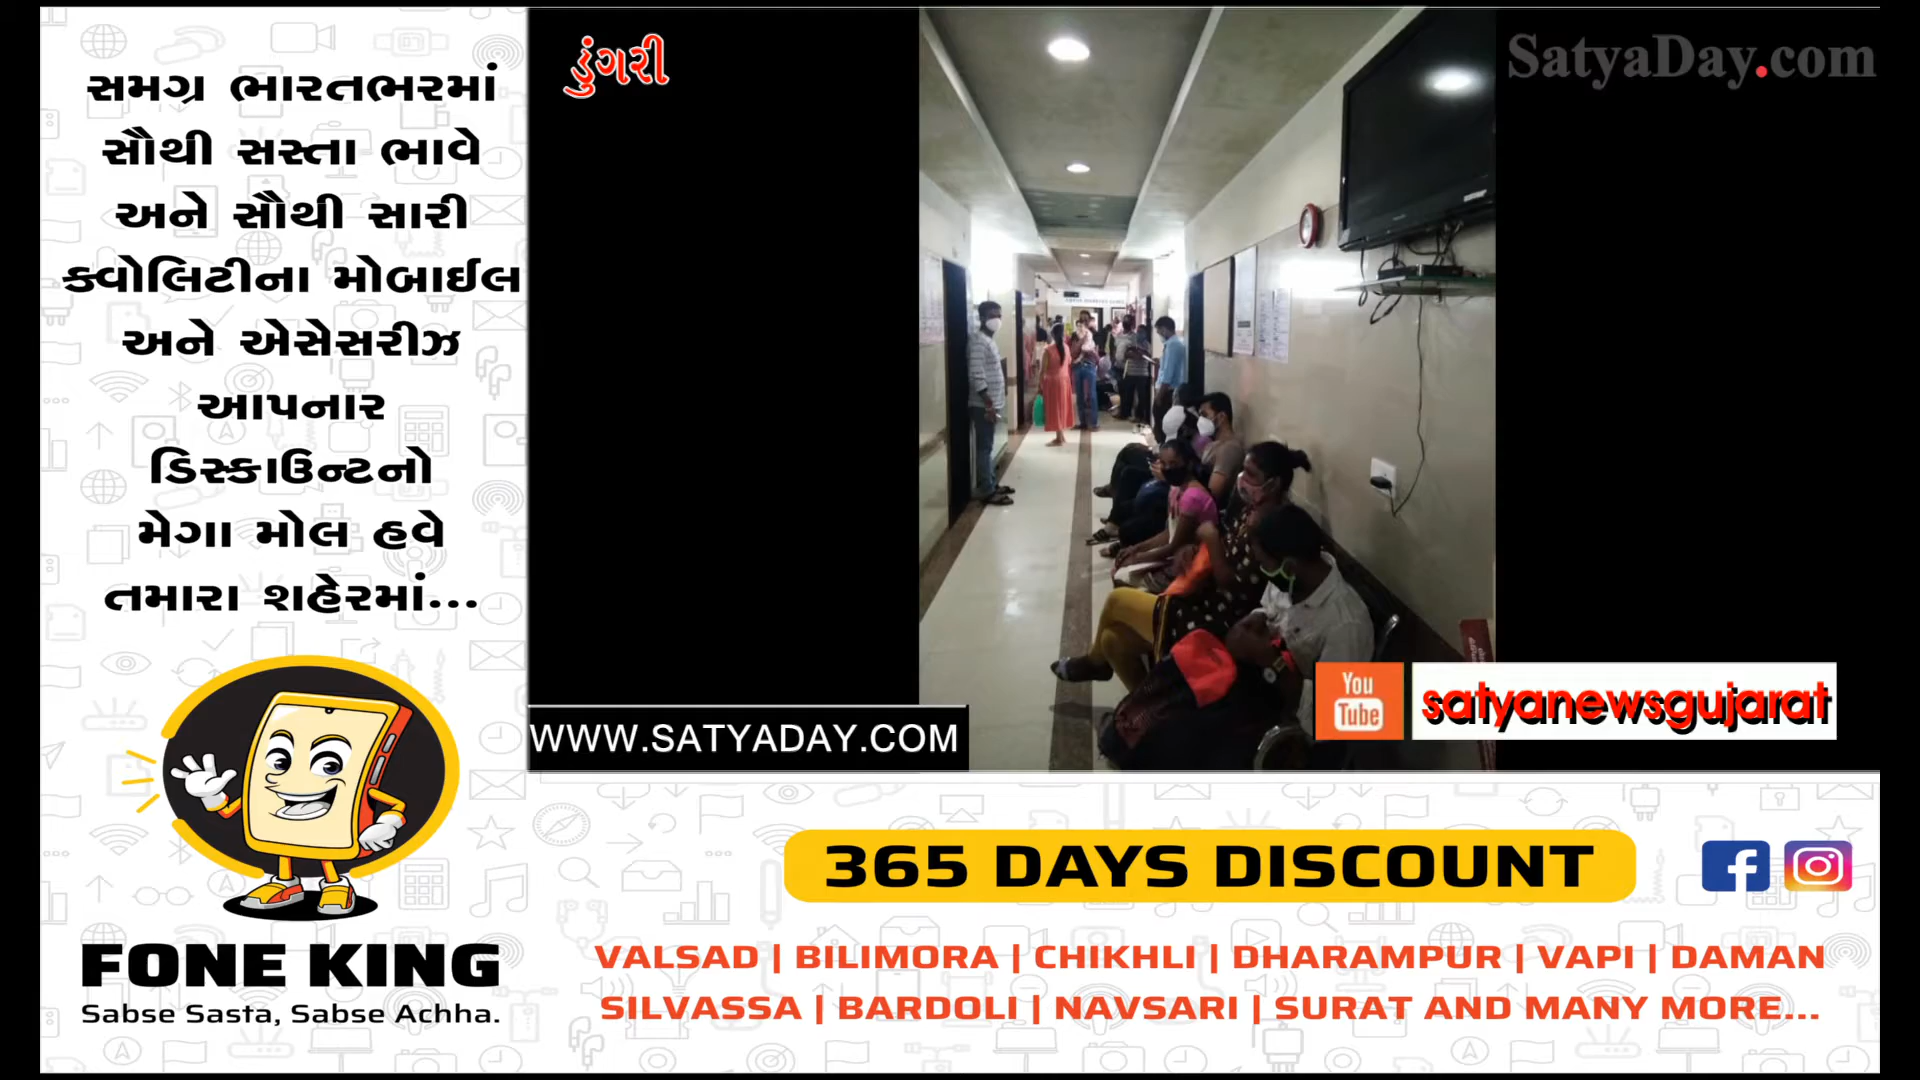 સમગ્ર ભારતભરમાં
સૌથી સસ્તા ભાવે
અને સૌથી સારી
ક્વોલિટીના મોબાઈલ
અને એસેસરીઝ
આપનાર
ડિસ્કાઉન્ટનો
મેગા મોલ હવે
તમારા શહેરમાં...
FONE KING
Sabse Sasta, Sabse Achha.
ડુંગરી
SatyaDay.com
WWW.SATYADAY.COM
You
Tube
satyanewsgujarat
365 DAYS DISCOUNT
VALSAD | BILIMORA | CHIKHLI | DHARAMPUR | VAPI | DAMAN
SILVASSA | BARDOLI | NAVSARI | SURAT AND MANY MORE...